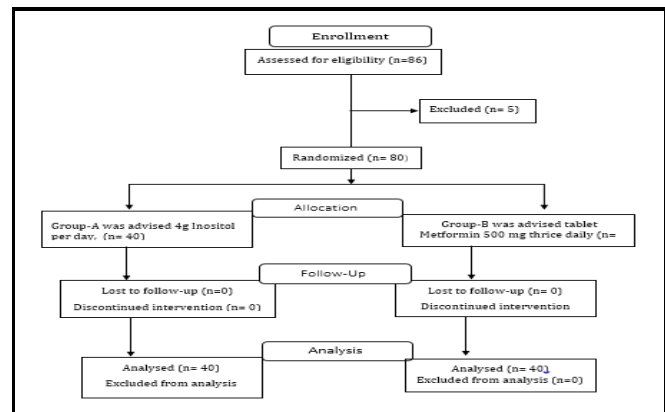 Enrollment
Assessed for eligibility (n=86)
Excluded (n= 5)
Randomized (n= 80)
Allocation
Group-A was advised 4g Inositol
per day. (n= 40)
Group-B was advised tablet
Metformin 500 mg thrice daily (n=
Follow-Up
Lost to follow-up (n=0)
Discontinued intervention (n= 0)
Lost to follow-up (n= 0)
Discontinued intervention
Analysis
Analysed (n= 40)
Excluded from analysis
Analysed (n= 40)
Excluded from analysis (n=0)